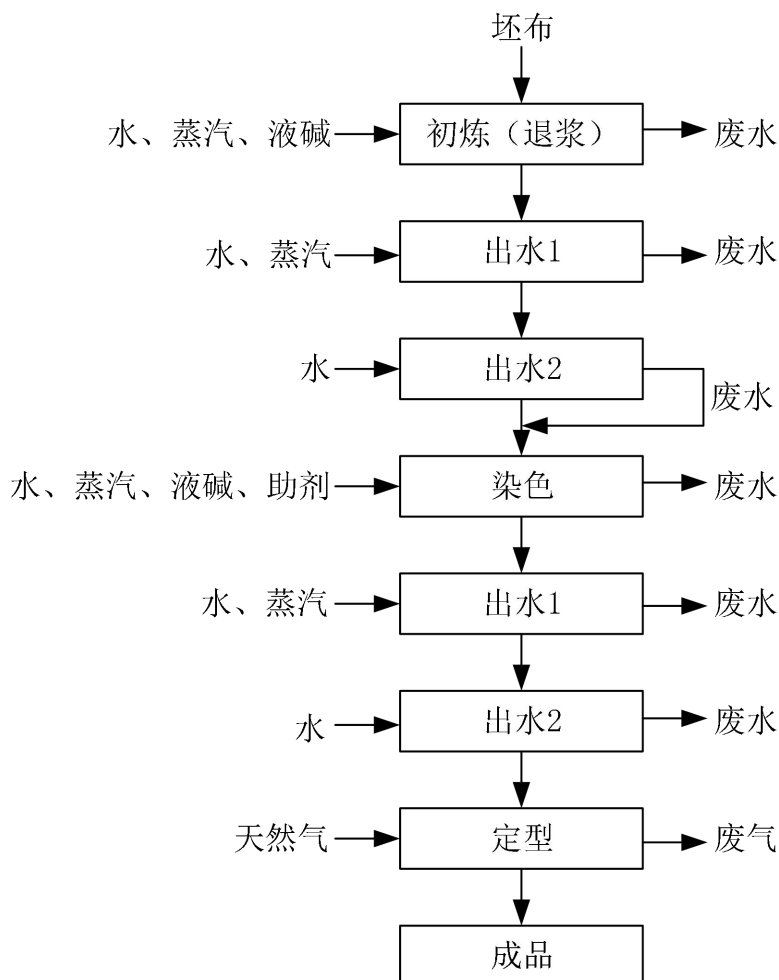 坯布
水、蒸汽、液碱
初炼（退浆）
废水
水、蒸汽
出水1
废水
水
出水2
废水
水、蒸汽、液碱、助剂
染色
废水
水、蒸汽
出水1
废水
水
出水2
废水
天然气
定型
废气
成品